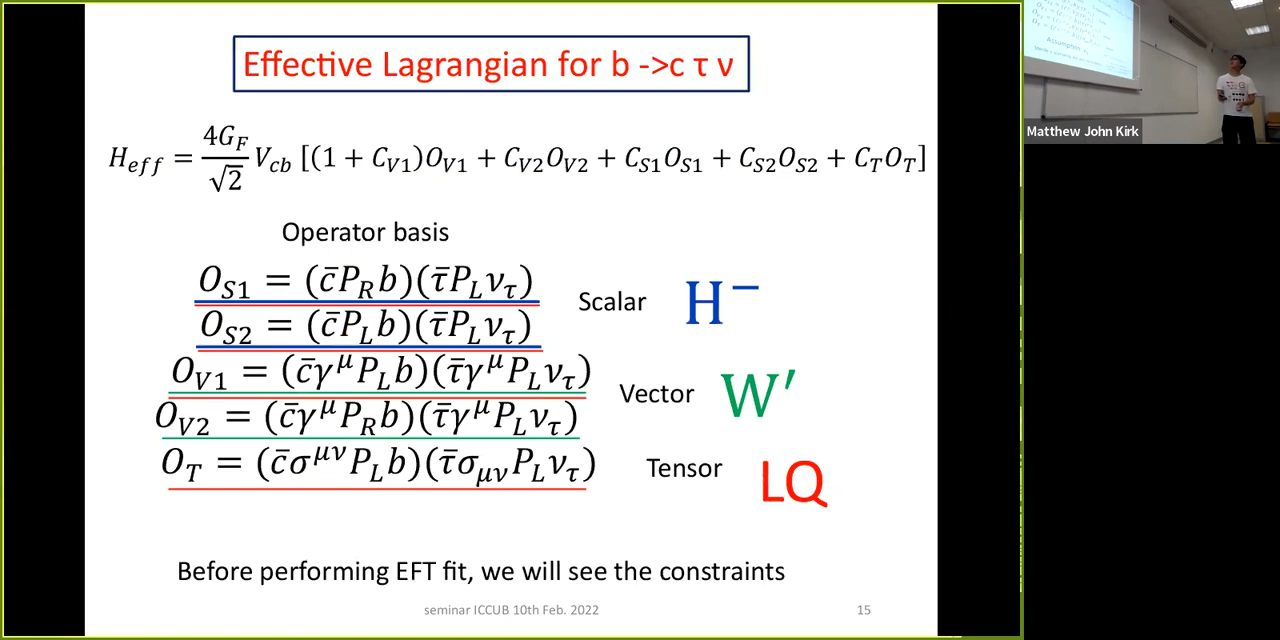 Effective Lagrangian for b ->c τ ν
H_eff = 4G_F/√2 V_cb [(1 + C_V1)O_V1 + C_V2O_V2 + C_S1O_S1 + C_S2O_S2 + C_TO_T]
Operator basis
O_S1 = (c̄P_R b)(τ̄P_L ν_τ)
Scalar H⁻
O_S2 = (c̄P_L b)(τ̄P_L ν_τ)
O_V1 = (c̄γ^μ P_L b)(τ̄γ^μ P_L ν_τ)
Vector W′
O_V2 = (c̄γ^μ P_R b)(τ̄γ^μ P_L ν_τ)
O_T = (c̄σ^μν P_L b)(τ̄σ_μν P_L ν_τ)
Tensor LQ
Before performing EFT fit, we will see the constraints
seminar ICCUB 10th Feb. 2022 15
Matthew John Kirk
Assumption